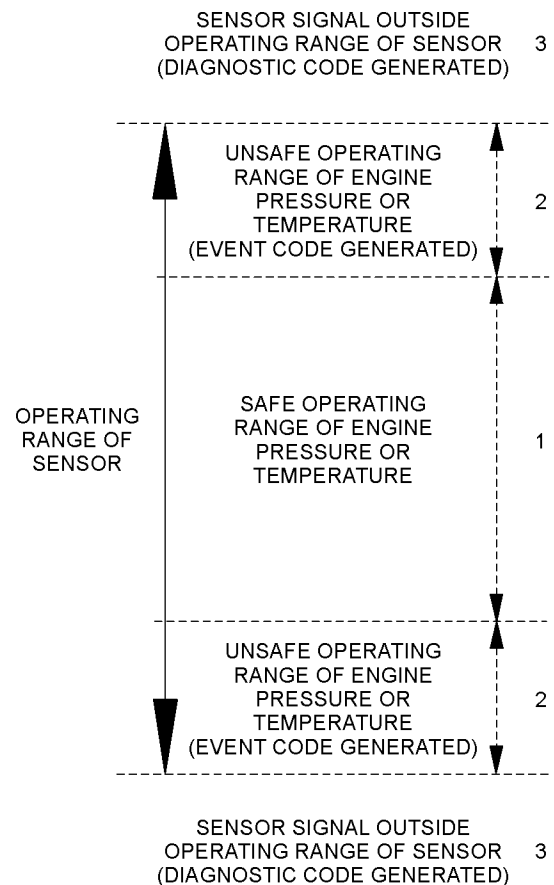 SENSOR SIGNAL OUTSIDE
OPERATING RANGE OF SENSOR 3
(DIAGNOSTIC CODE GENERATED)
UNSAFE OPERATING
RANGE OF ENGINE
PRESSURE OR 2
TEMPERATURE
(EVENT CODE GENERATED)
OPERATING
RANGE OF
SENSOR
SAFE OPERATING
RANGE OF ENGINE
PRESSURE OR 1
TEMPERATURE
UNSAFE OPERATING
RANGE OF ENGINE
PRESSURE OR 2
TEMPERATURE
(EVENT CODE GENERATED)
SENSOR SIGNAL OUTSIDE
OPERATING RANGE OF SENSOR 3
(DIAGNOSTIC CODE GENERATED)